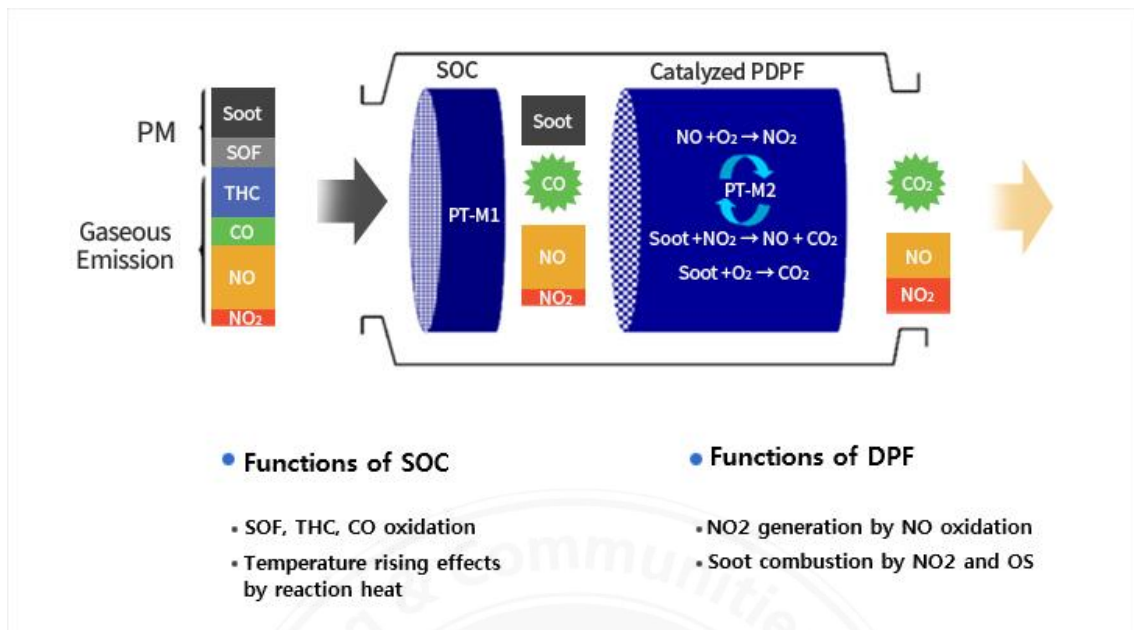 SOC
Catalyzed PDPF
PM
Soot
SOF
Gaseous
Emission
THC
CO
NO
NO₂
PT-M1
Soot
CO
NO
NO₂
NO +O₂ → NO₂
PT-M2
Soot +NO₂ → NO + CO₂
Soot +O₂ → CO₂
CO₂
NO
NO₂
• Functions of SOC
• SOF, THC, CO oxidation
• Temperature rising effects
by reaction heat
• Functions of DPF
• NO2 generation by NO oxidation
• Soot combustion by NO2 and OS
& Communitie